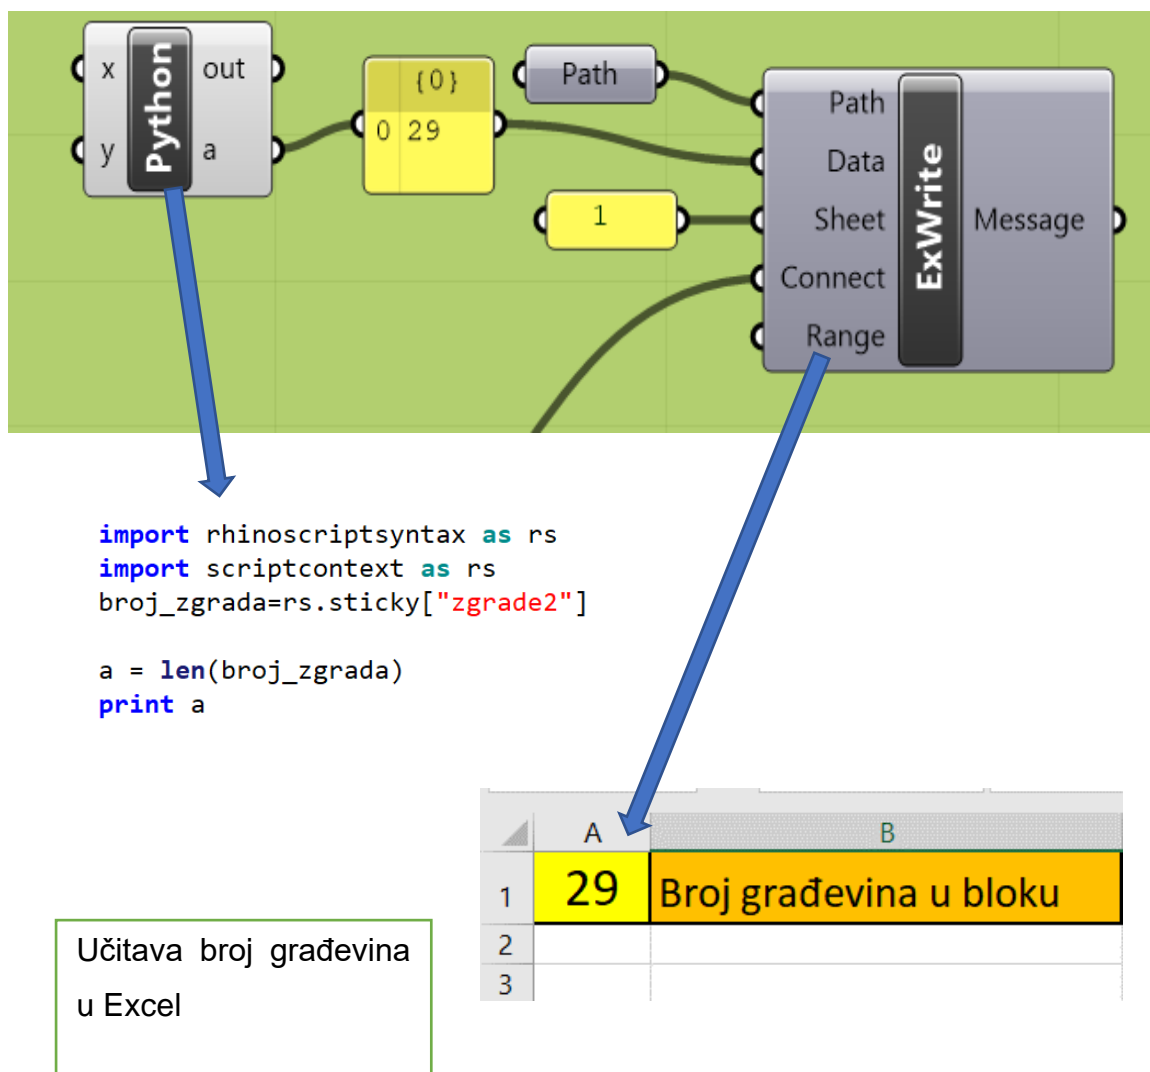 x
y
Python
out
a
{0}
0 29
Path
1
Path
Data
Sheet
Connect
Range
ExWrite
Message
import rhinoscriptsyntax as rs
import scriptcontext as rs
broj_zgrada=rs.sticky["zgrade2"]
a = len(broj_zgrada)
print a
A B
1 29 Broj građevina u bloku
2
3
Učitava broj građevina
u Excel